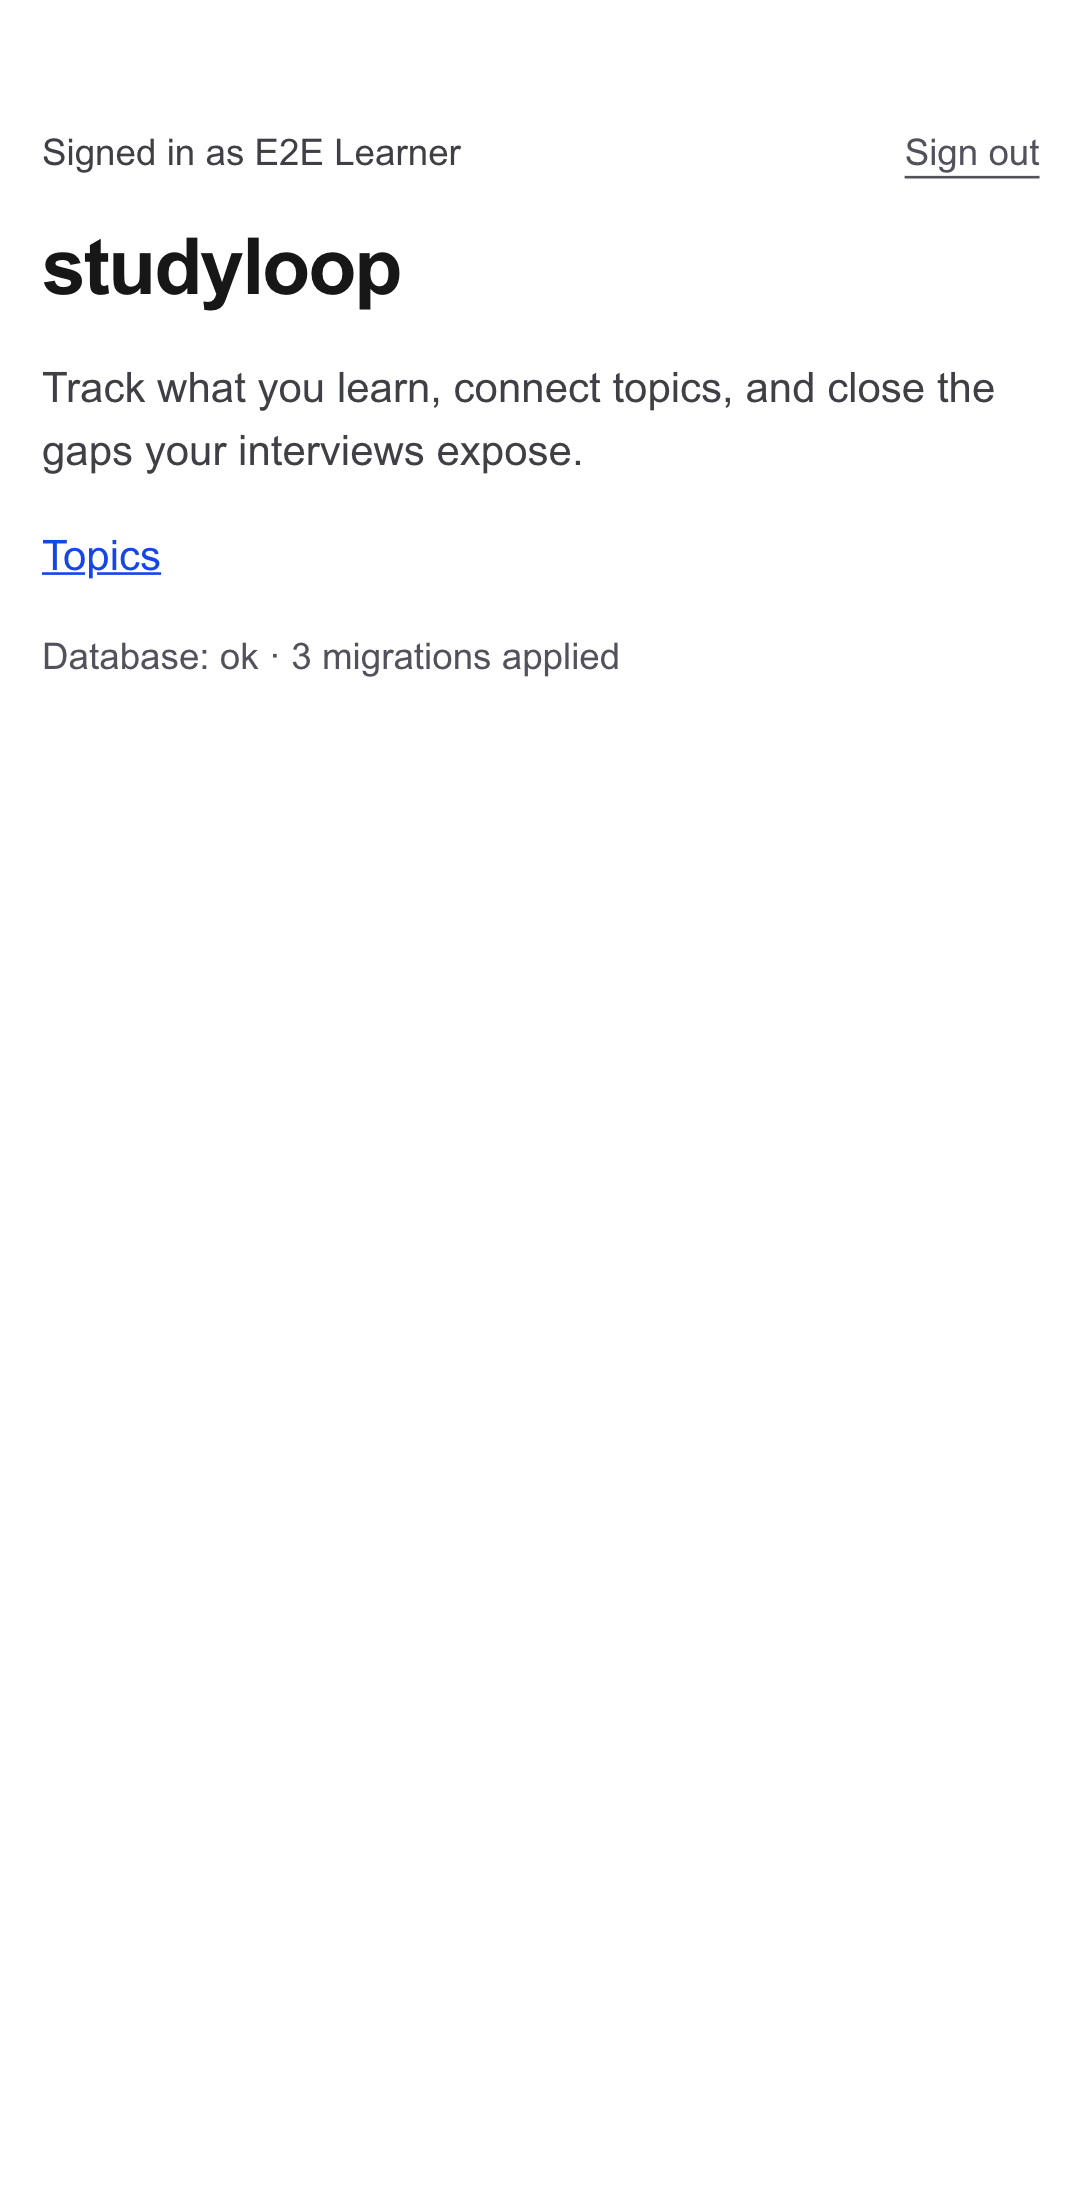 Signed in as E2E Learner
Sign out
studyloop
Track what you learn, connect topics, and close the
gaps your interviews expose.
Topics
Database: ok · 3 migrations applied